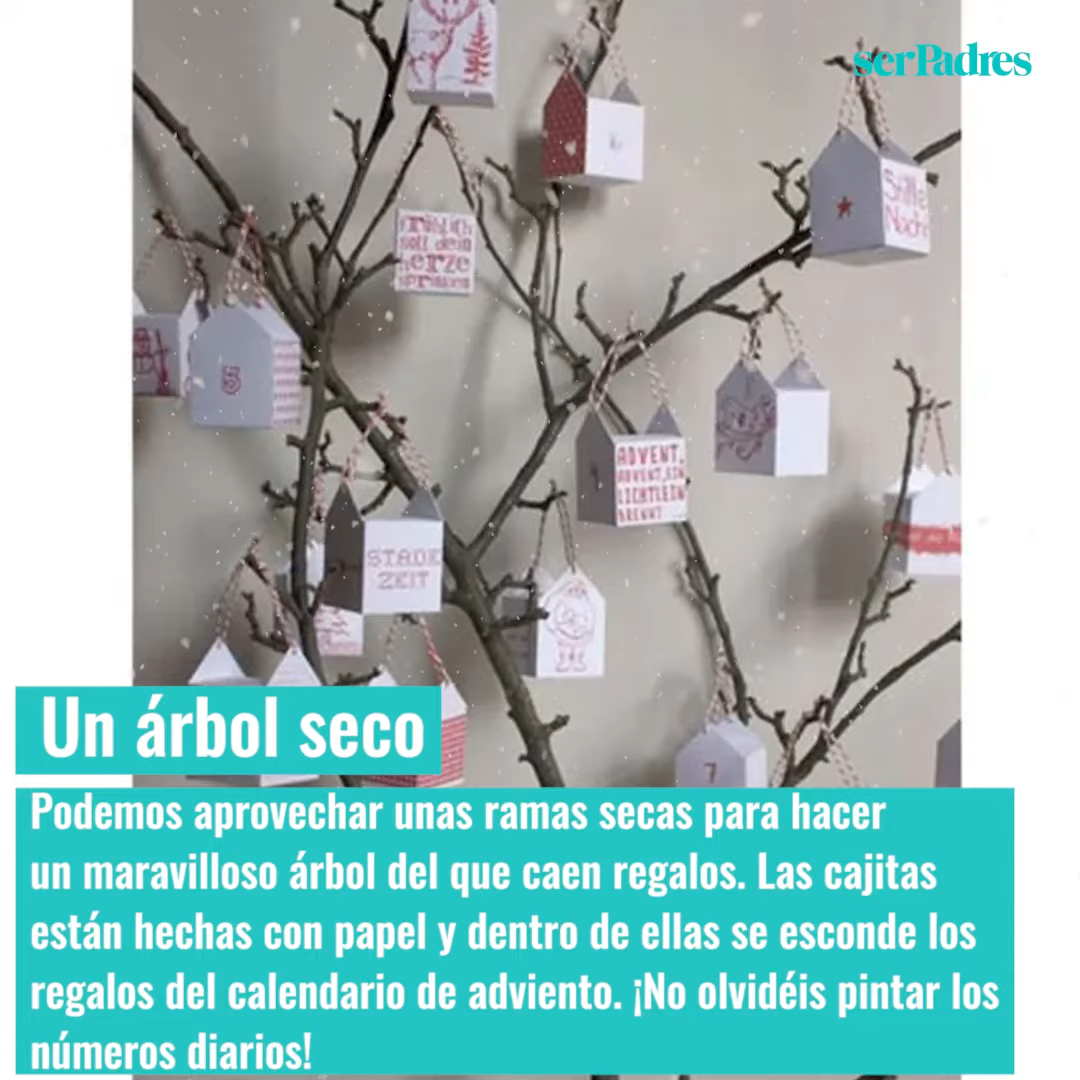 serPadres
Stille
Nacht
fröhlich
soll dein
herze
5
ADVENT,
ADVENT, EIN
LICHTLEIN
BRENNT
STADE
ZEIT
7
Un árbol seco
Podemos aprovechar unas ramas secas para hacer
un maravilloso árbol del que caen regalos. Las cajitas
están hechas con papel y dentro de ellas se esconde los
regalos del calendario de adviento. ¡No olvidéis pintar los
números diarios!